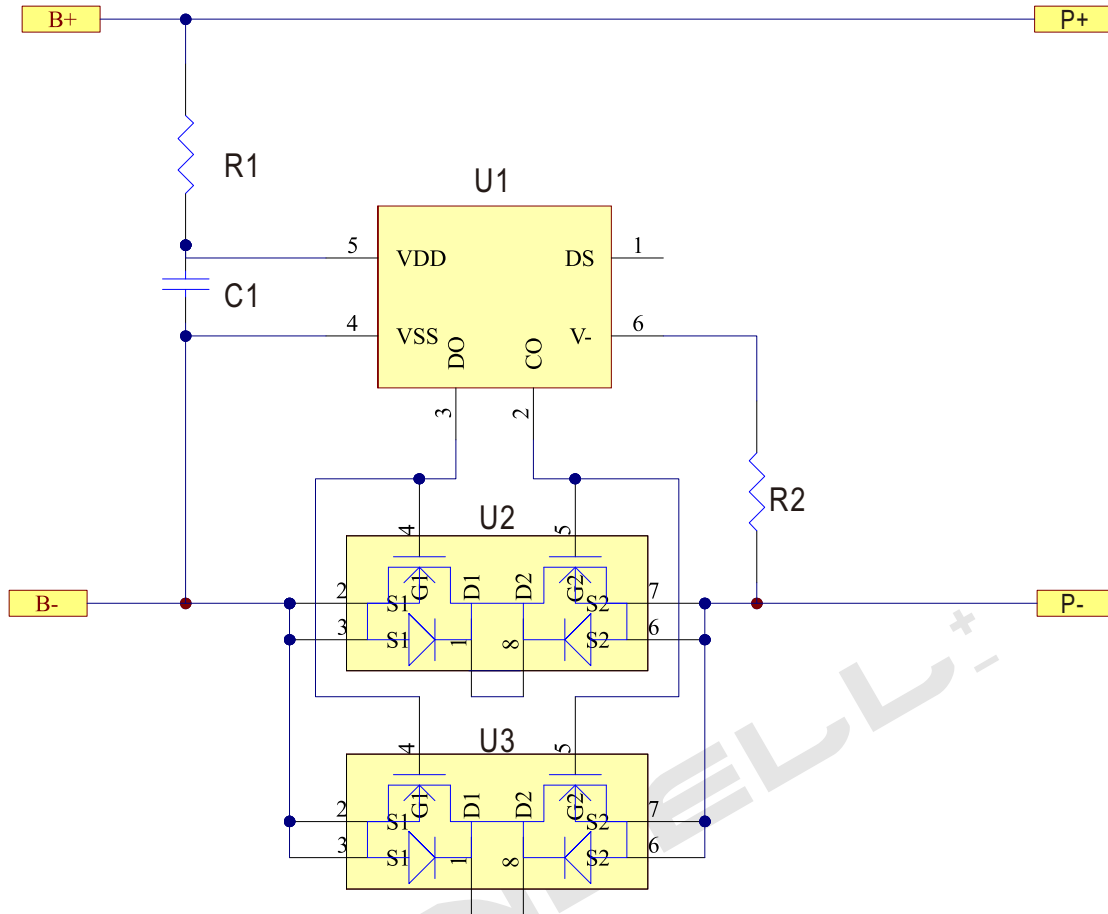 B+
P+
R1
U1
5
VDD
DS
1
C1
4
VSS
DO
CO
V-
6
3
2
R2
U2
4
5
B-
2
S1
G1
D1
D2
G2
S2
7
P-
3
S1
1
8
S2
6
U3
4
5
2
S1
G1
D1
D2
G2
S2
7
3
S1
1
8
S2
6
ELL+-